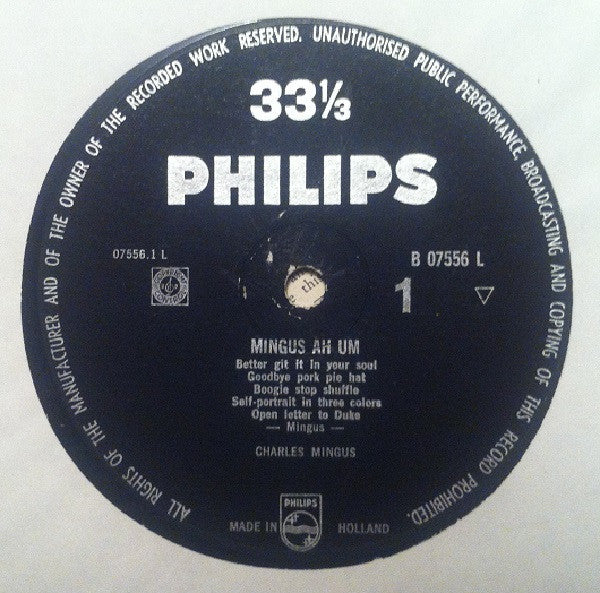 ALL RIGHTS OF THE MANUFACTURER AND OF THE OWNER OF THE RECORDED WORK RESERVED. UNAUTHORISED PUBLIC PERFORMANCE, BROADCASTING AND COPYING OF THIS RECORD PROHIBITED.
33⅓
PHILIPS
07556.1 L
B 07556 L
1
thi
MINGUS AH UM
Better git it In your soul
Goodbye pork pie hat
Boogie stop shuffle
Self-portrait in three colors
Open letter to Duke
— Mingus —
CHARLES MINGUS
PHILIPS
MADE IN HOLLAND